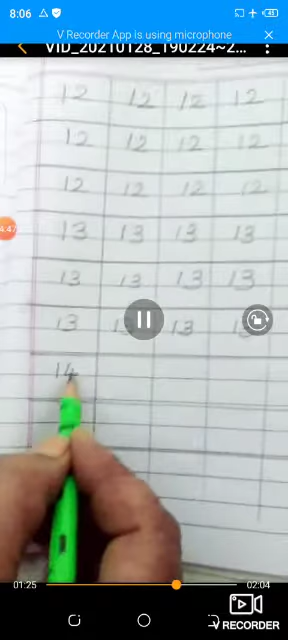 8:06
V Recorder App is using microphone
VID_20210128_190224~2...
12 12 12 12
12 12 12 12
12 12 12 12
13 13 13 13
13 13 13 13
13 13 13 13
14
4:47
01:25
02:04
V RECORDER